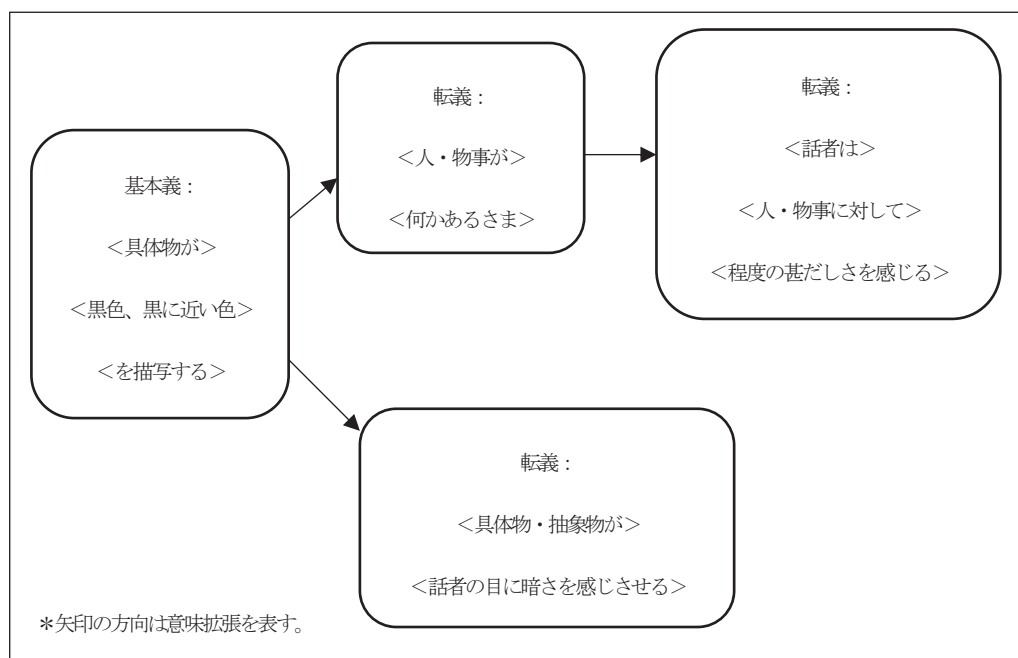 基本義：
＜具体物が＞
＜黒色、黒に近い色＞
＜を描写する＞
転義：
＜人・物事が＞
＜何かあるさま＞
転義：
＜話者は＞
＜人・物事に対して＞
＜程度の甚だしさを感じる＞
転義：
＜具体物・抽象物が＞
＜話者の目に暗さを感じさせる＞
＊矢印の方向は意味拡張を表す。